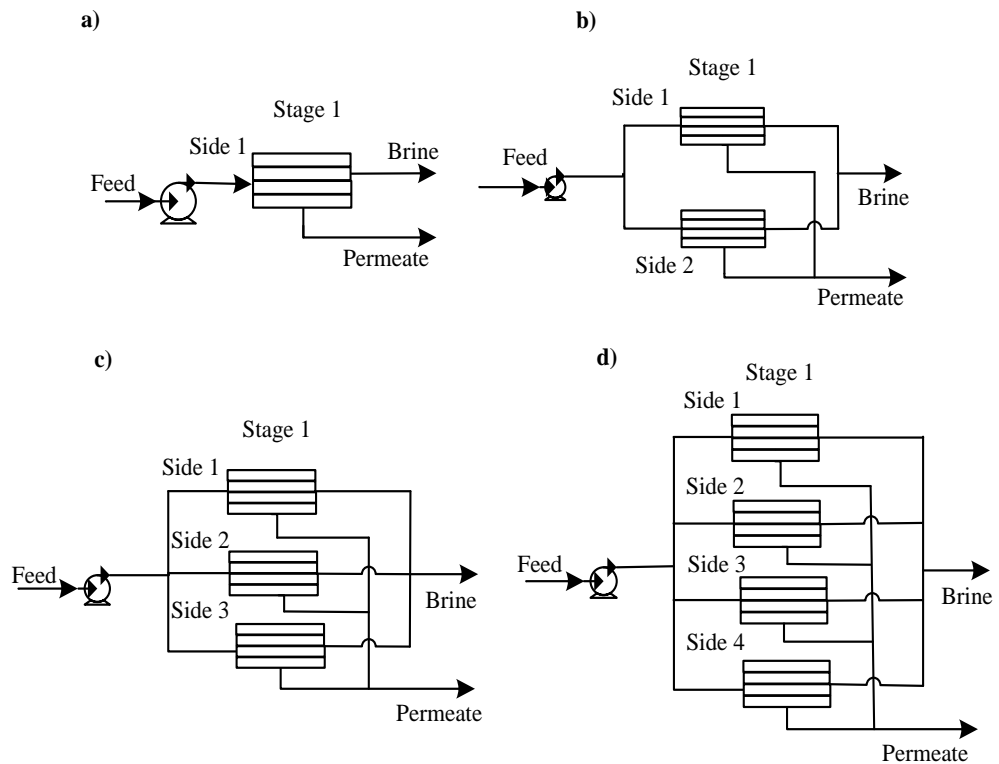 a)
Stage 1
Side 1
Brine
Feed
Permeate
b)
Stage 1
Side 1
Feed
Brine
Side 2
Permeate
c)
Stage 1
Side 1
Side 2
Feed
Side 3
Brine
Permeate
d)
Stage 1
Side 1
Side 2
Side 3
Feed
Brine
Side 4
Permeate